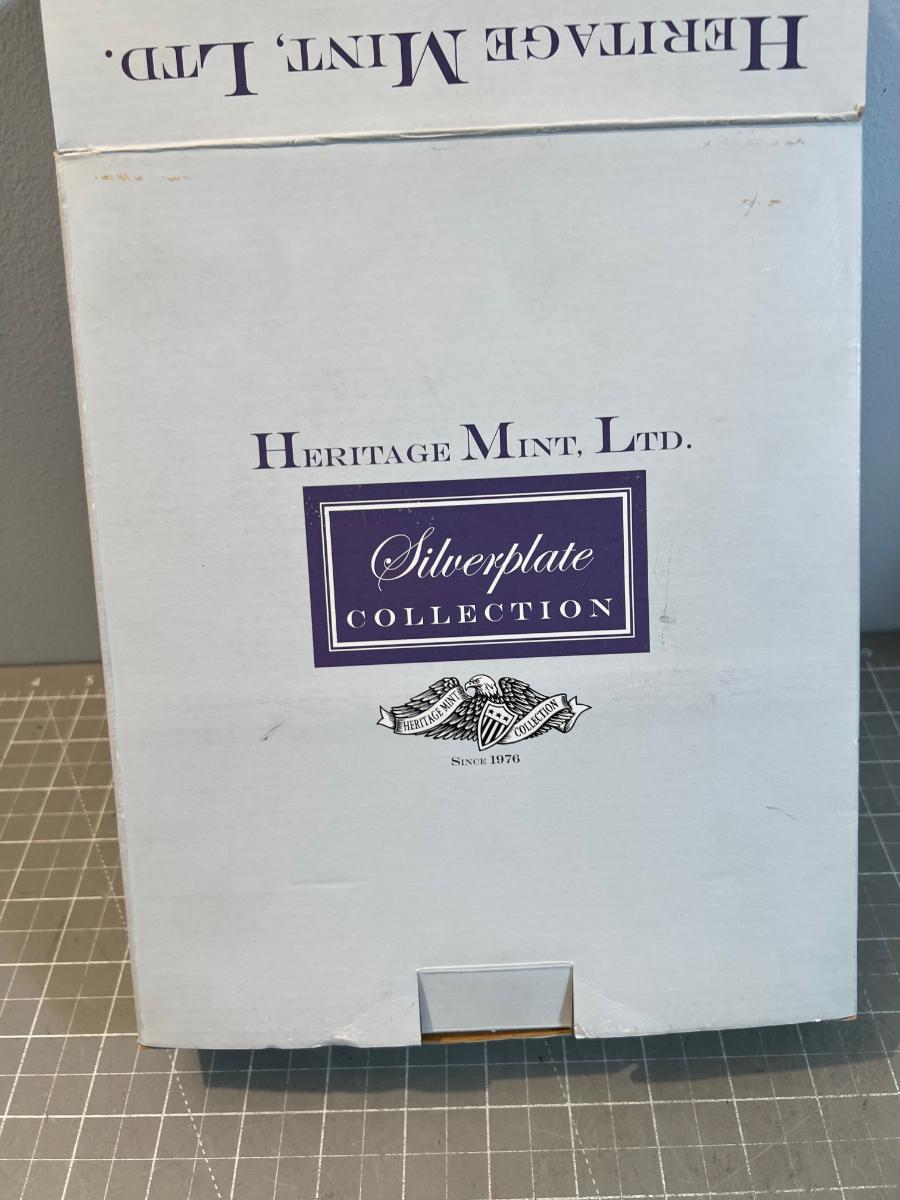 HERITAGE MINT, LTD.
HERITAGE MINT, LTD.
Silverplate
COLLECTION
HERITAGE MINT COLLECTION
SINCE 1976